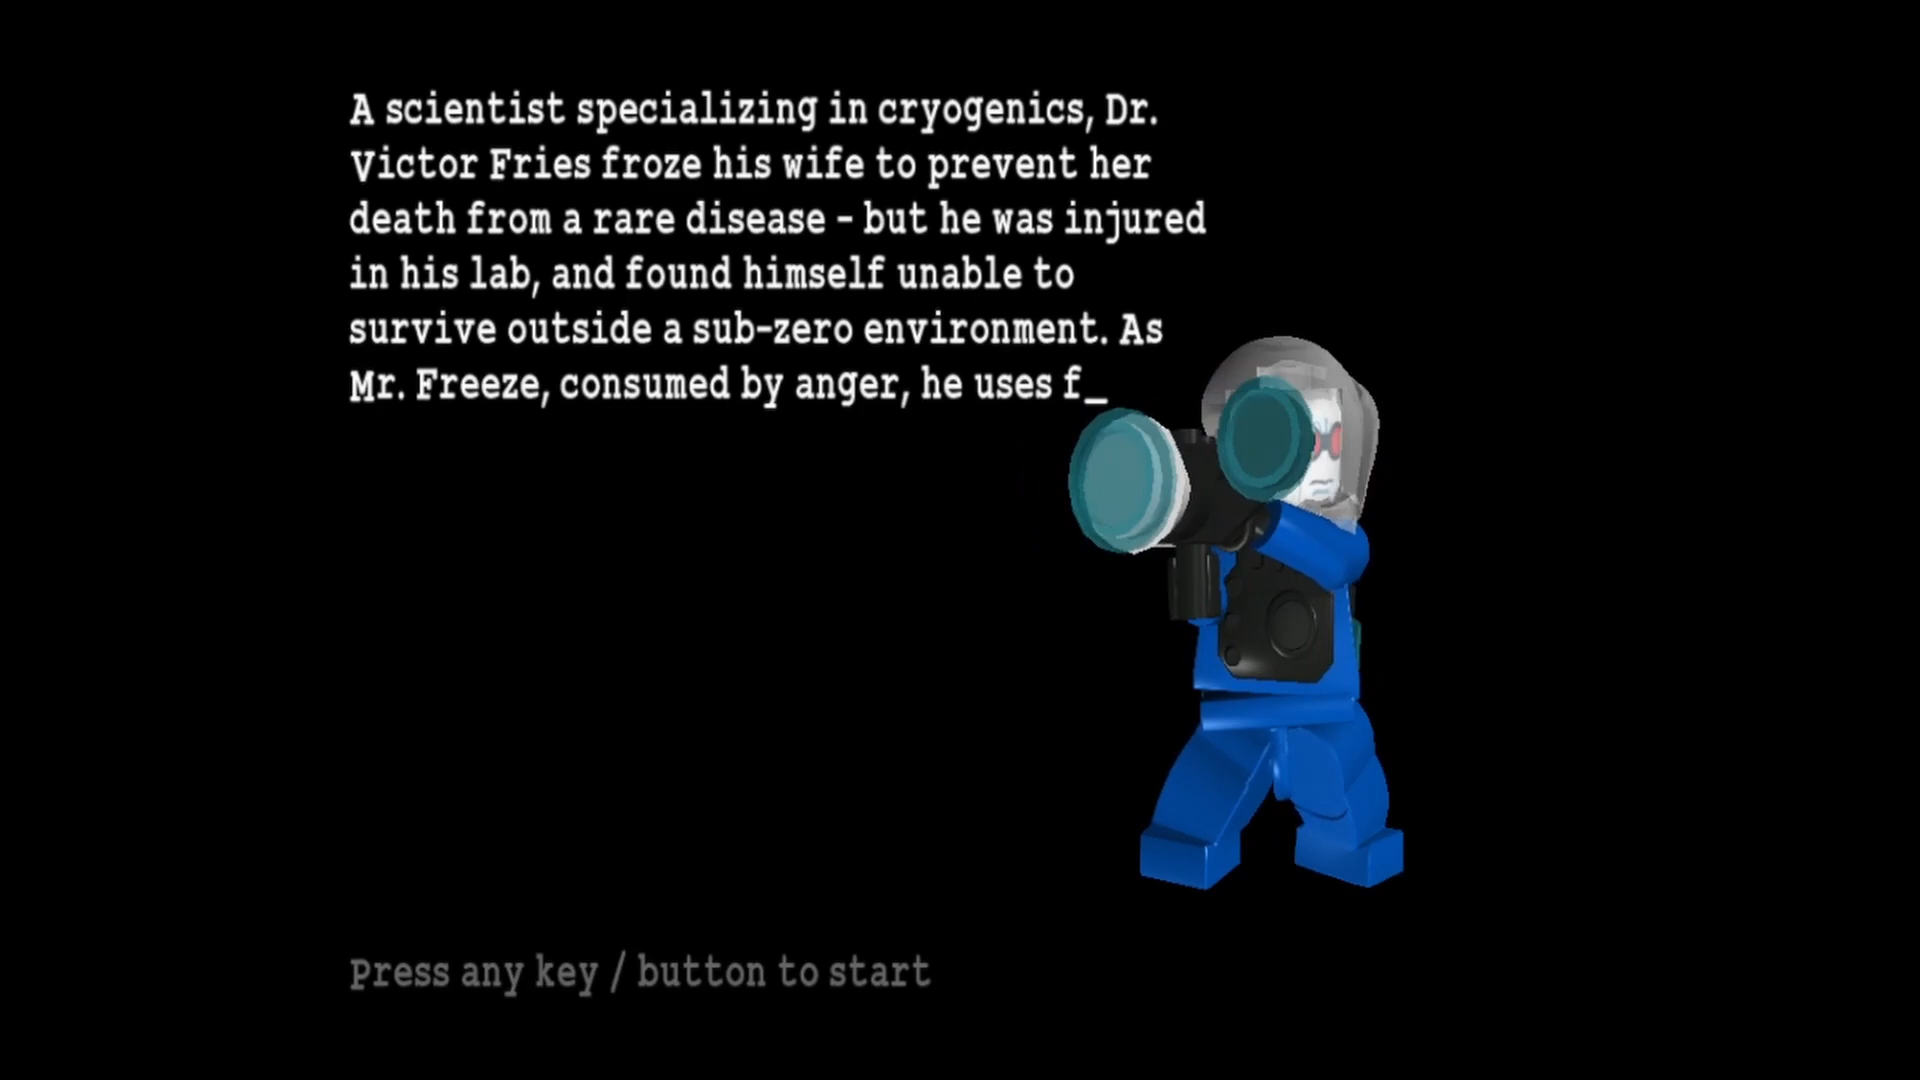 A scientist specializing in cryogenics, Dr.
Victor Fries froze his wife to prevent her
death from a rare disease - but he was injured
in his lab, and found himself unable to
survive outside a sub-zero environment. As
Mr. Freeze, consumed by anger, he uses f_
Press any key / button to start